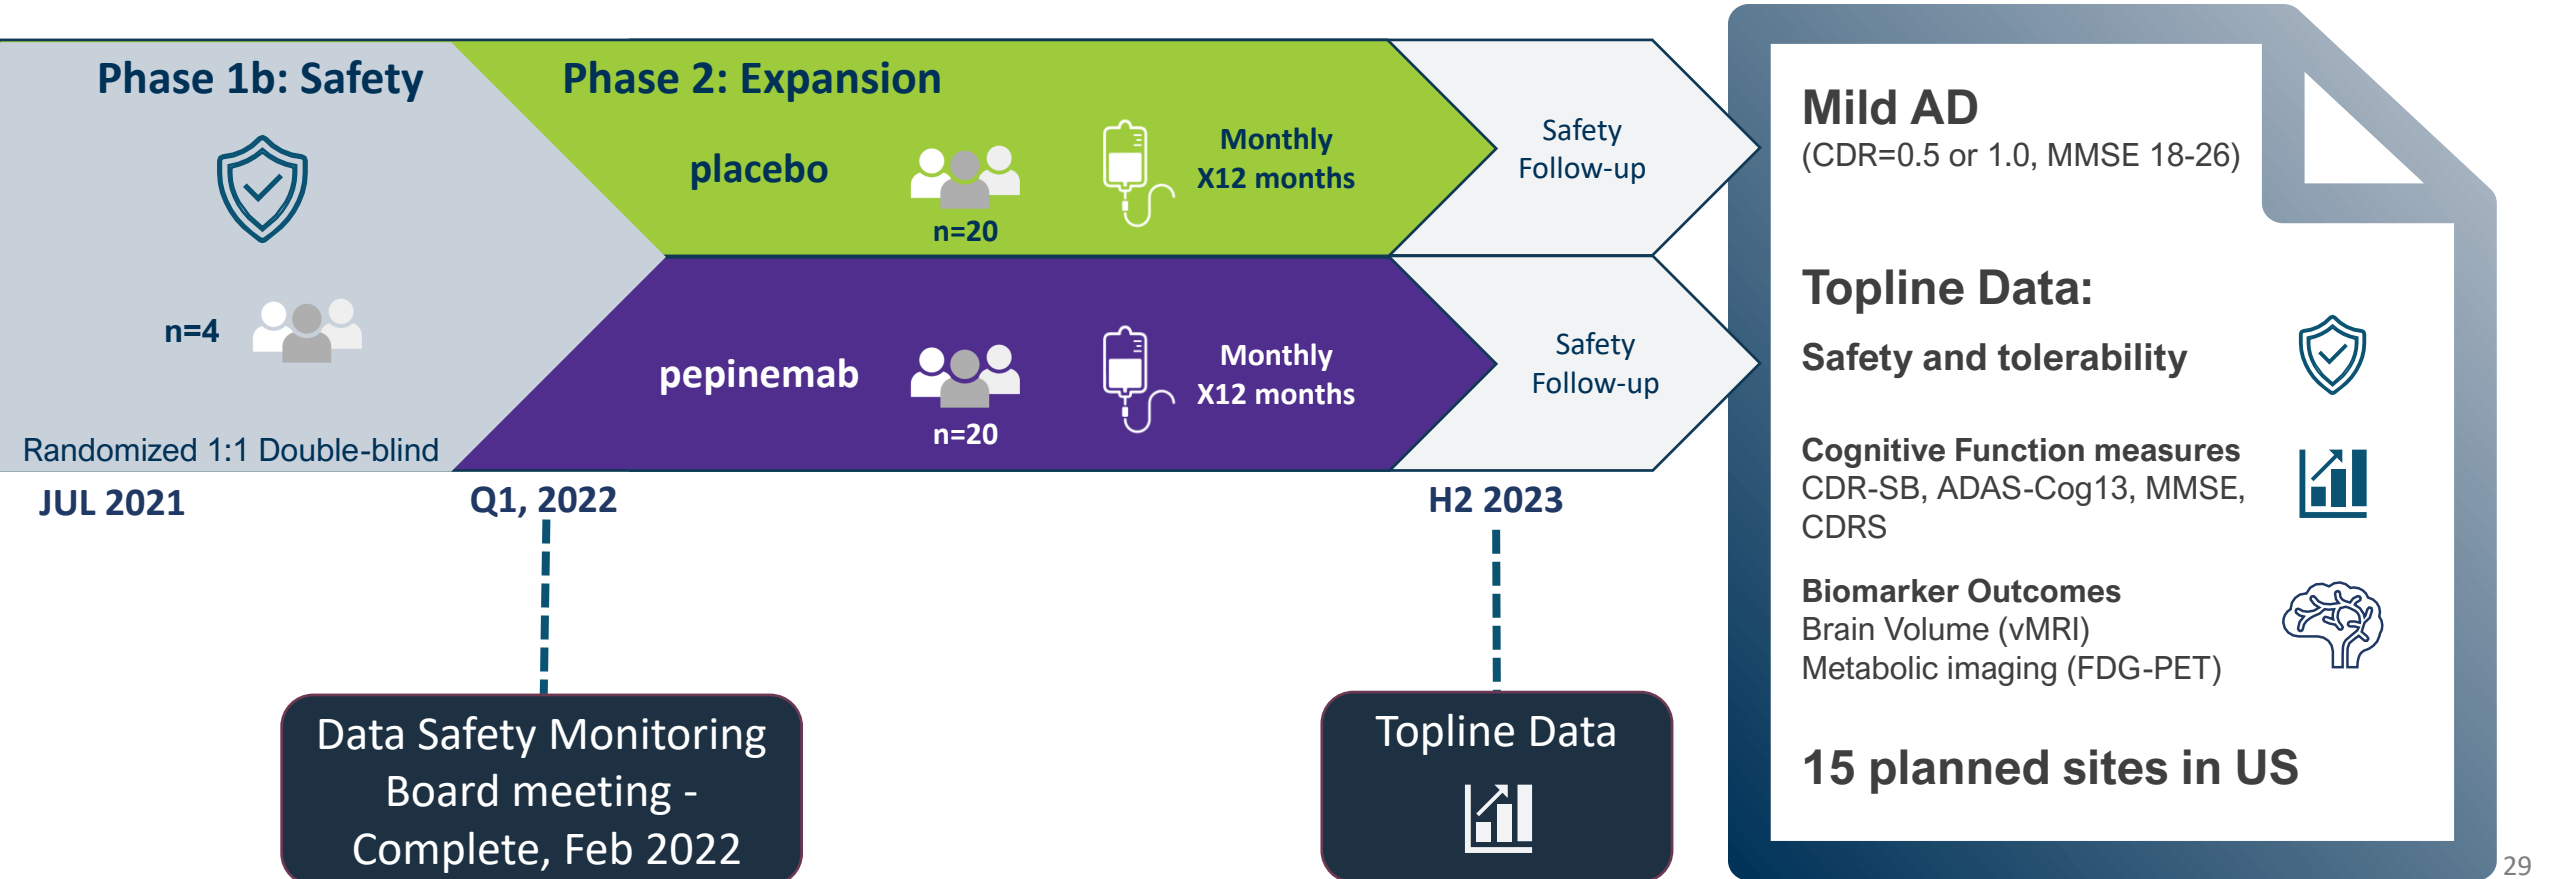 Phase 1b: Safety
n=4
Randomized 1:1 Double-blind
Phase 2: Expansion
placebo
n=20
Monthly
X12 months
Safety
Follow-up
pepinemab
n=20
Monthly
X12 months
Safety
Follow-up
JUL 2021
Q1, 2022
H2 2023
Data Safety Monitoring
Board meeting -
Complete, Feb 2022
Topline Data
Mild AD
(CDR=0.5 or 1.0, MMSE 18-26)
Topline Data:
Safety and tolerability
Cognitive Function measures
CDR-SB, ADAS-Cog13, MMSE,
CDRS
Biomarker Outcomes
Brain Volume (vMRI)
Metabolic imaging (FDG-PET)
15 planned sites in US
29